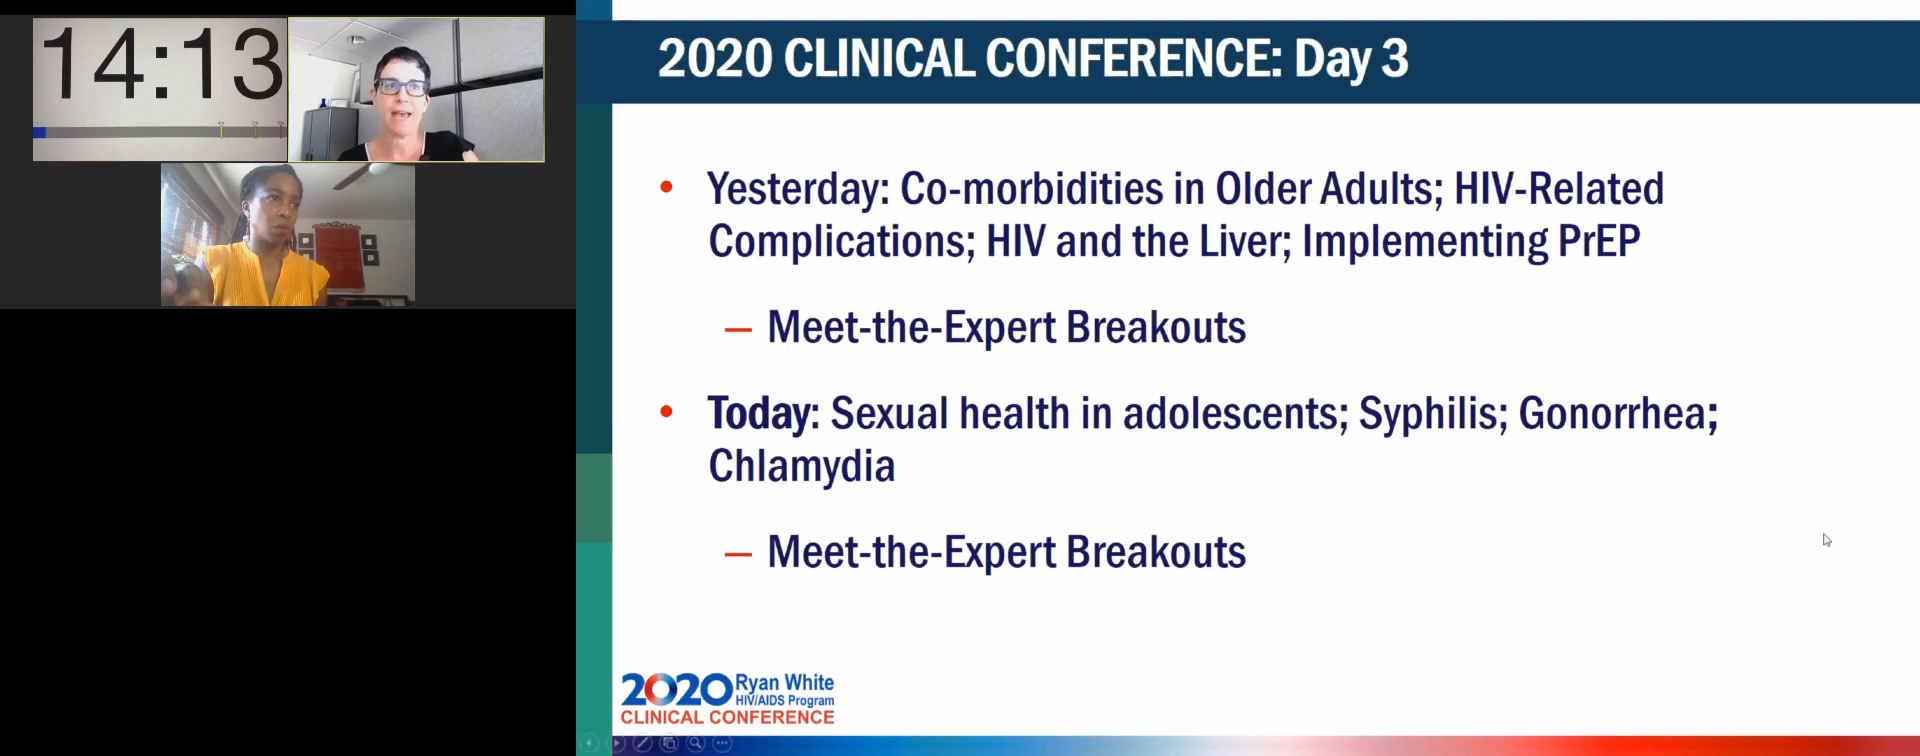 14:13
2020 CLINICAL CONFERENCE: Day 3
• Yesterday: Co-morbidities in Older Adults; HIV-Related
Complications; HIV and the Liver; Implementing PrEP
— Meet-the-Expert Breakouts
• Today: Sexual health in adolescents; Syphilis; Gonorrhea;
Chlamydia
— Meet-the-Expert Breakouts
2020 Ryan White
HIV/AIDS Program
CLINICAL CONFERENCE